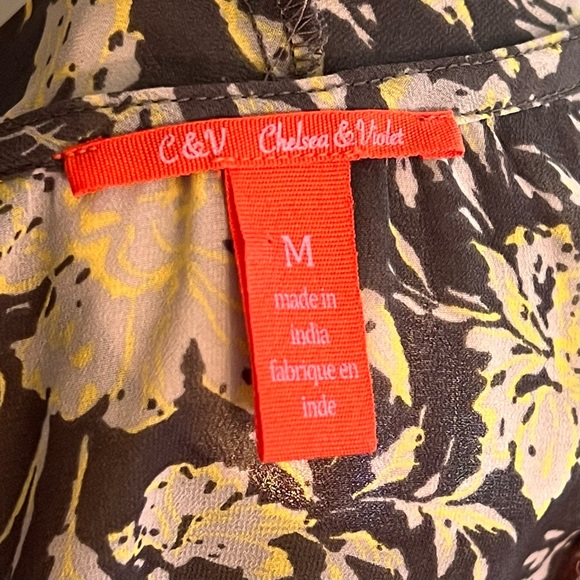 C & V Chelsea & Violet
M
made in
india
fabrique en
inde